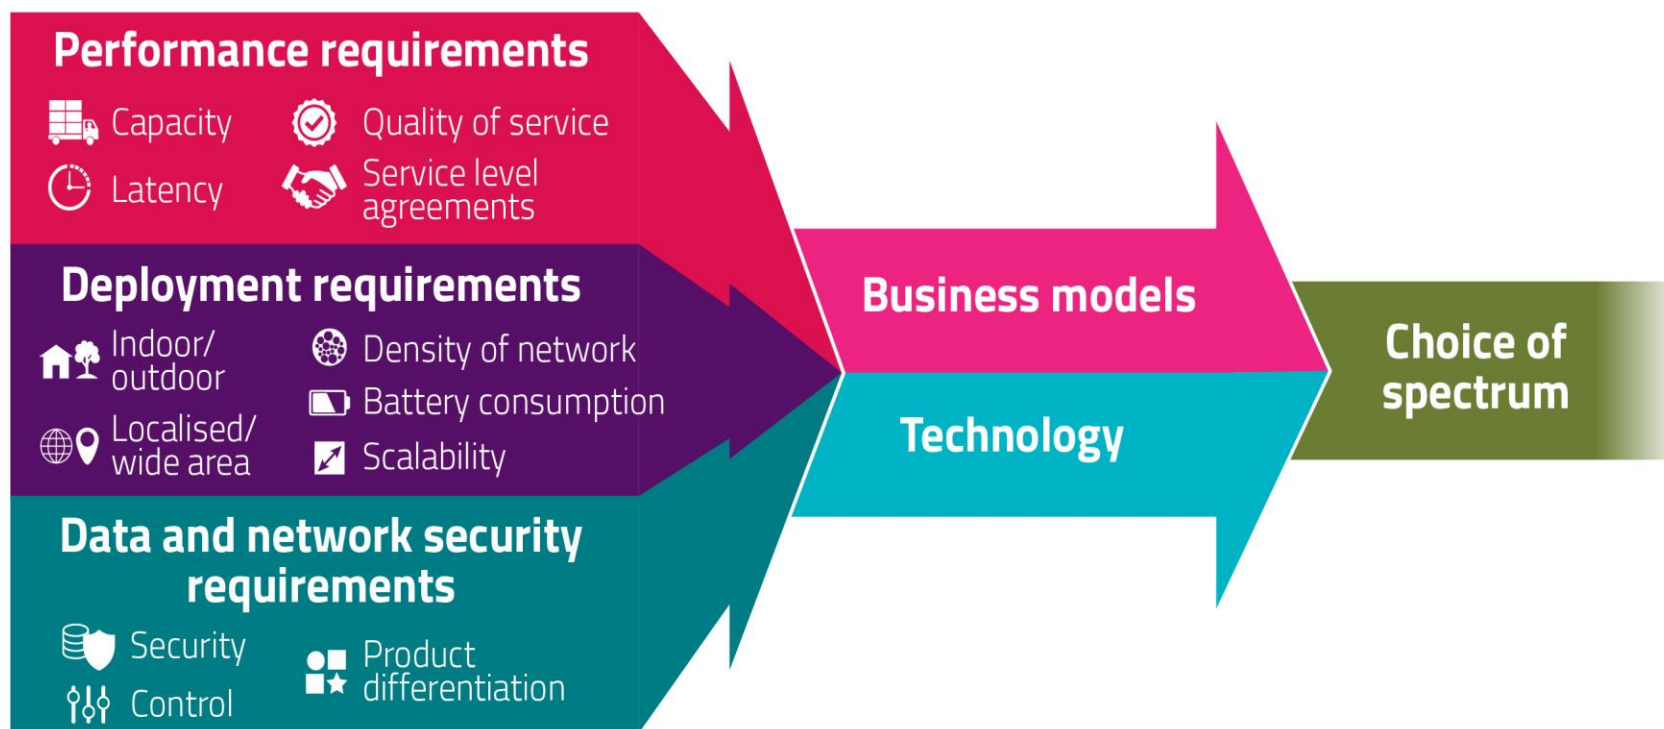 Performance requirements
Capacity
Quality of service
Latency
Service level
agreements
Deployment requirements
Indoor/
outdoor
Density of network
Battery consumption
Localised/
wide area
Scalability
Data and network security
requirements
Security
Product
differentiation
Control
Business models
Technology
Choice of
spectrum